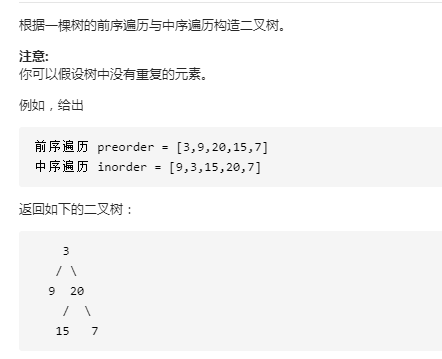 根据一棵树的前序遍历与中序遍历构造二叉树。
注意:
你可以假设树中没有重复的元素。
例如，给出
前序遍历 preorder = [3,9,20,15,7]
中序遍历 inorder = [9,3,15,20,7]
返回如下的二叉树：
3
/ \
9 20
/ \
15 7